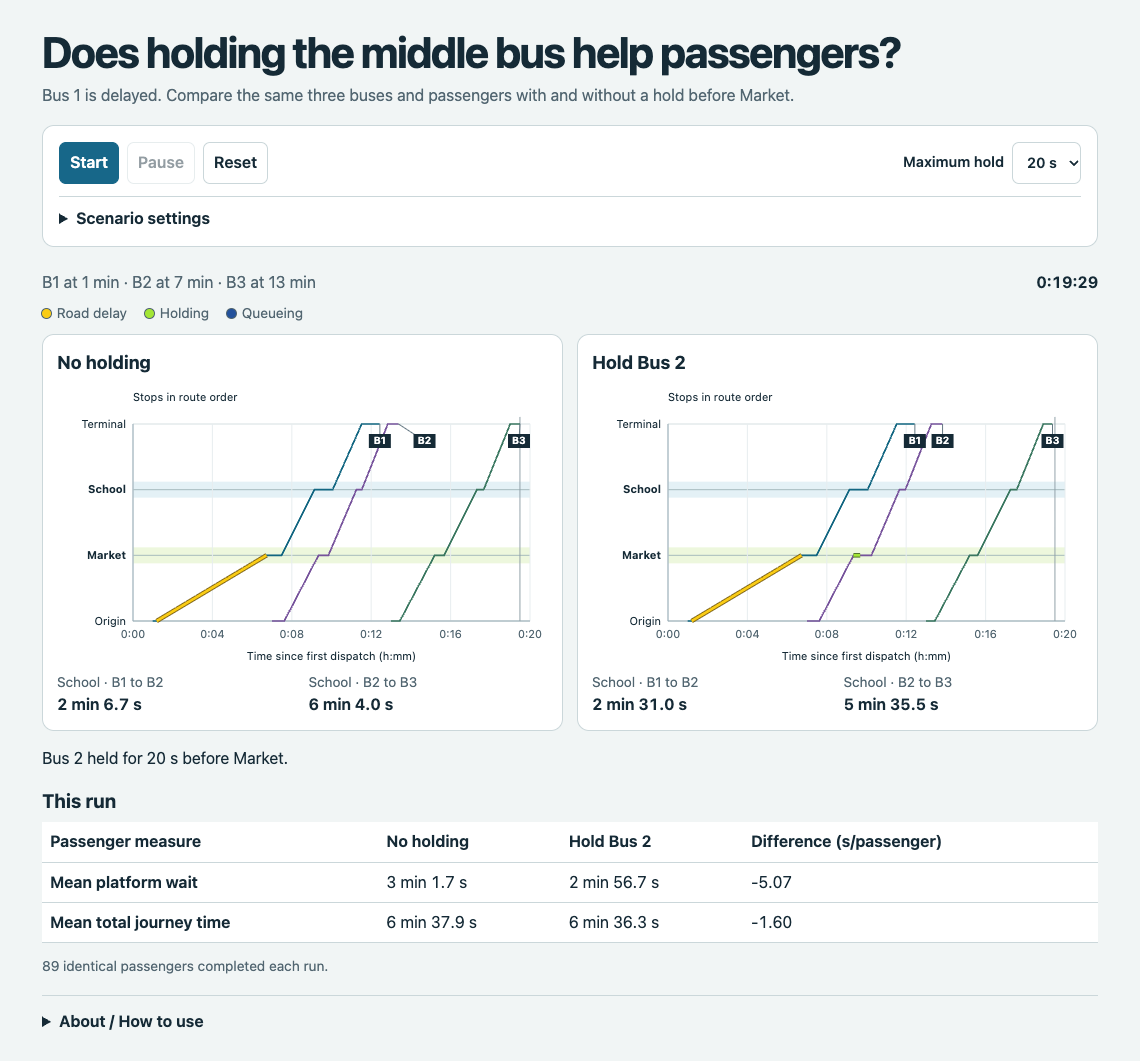 Does holding the middle bus help passengers?
Bus 1 is delayed. Compare the same three buses and passengers with and without a hold before Market.
Start Pause Reset Maximum hold 20 s
Scenario settings
B1 at 1 min · B2 at 7 min · B3 at 13 min 0:19:29
Road delay Holding Queueing
No holding
Stops in route order
Terminal
B1 B2 B3
School
Market
Origin
0:00 0:04 0:08 0:12 0:16 0:20
Time since first dispatch (h:mm)
School · B1 to B2 School · B2 to B3
2 min 6.7 s 6 min 4.0 s
Hold Bus 2
Stops in route order
Terminal
B1 B2 B3
School
Market
Origin
0:00 0:04 0:08 0:12 0:16 0:20
Time since first dispatch (h:mm)
School · B1 to B2 School · B2 to B3
2 min 31.0 s 5 min 35.5 s
Bus 2 held for 20 s before Market.
This run
Passenger measure No holding Hold Bus 2 Difference (s/passenger)
Mean platform wait 3 min 1.7 s 2 min 56.7 s -5.07
Mean total journey time 6 min 37.9 s 6 min 36.3 s -1.60
89 identical passengers completed each run.
About / How to use